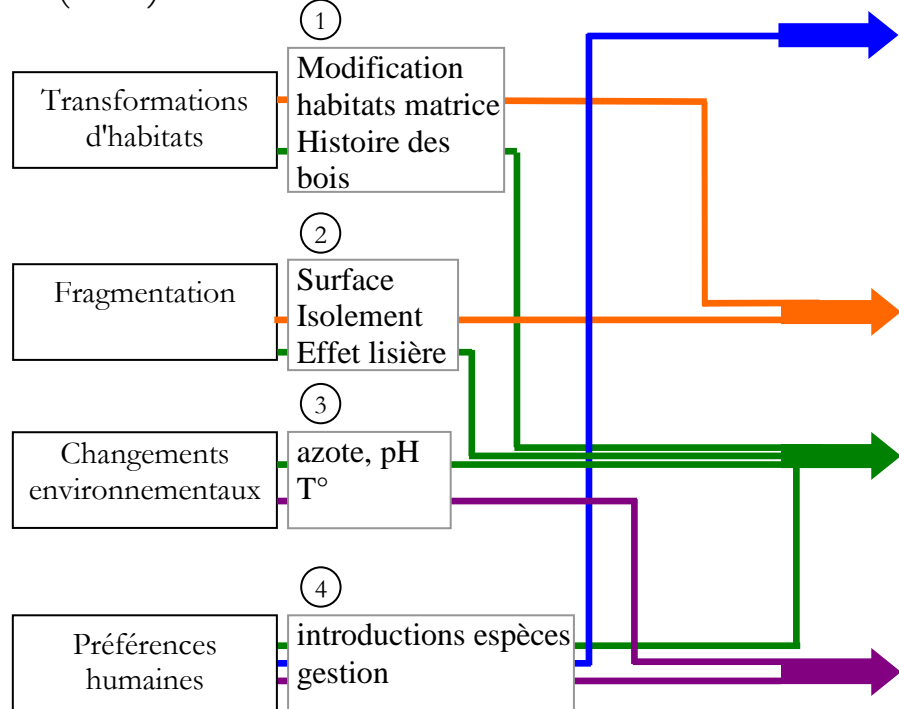 1
Transformations
d'habitats
Modification
habitats matrice
Histoire des
bois
2
Fragmentation
Surface
Isolement
Effet lisière
3
Changements
environnementaux
azote, pH
T°
4
Préférences
humaines
introductions espèces
gestion